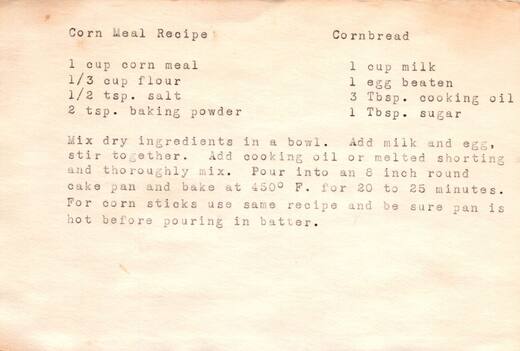 Corn Meal Recipe Cornbread
1 cup corn meal 1 cup milk
1/3 cup flour 1 egg beaten
1/2 tsp. salt 3 Tbsp. cooking oil
2 tsp. baking powder 1 Tbsp. sugar
Mix dry ingredients in a bowl. Add milk and egg,
stir together. Add cooking oil or melted shorting
and thoroughly mix. Pour into an 8 inch round
cake pan and bake at 450° F. for 20 to 25 minutes.
For corn sticks use same recipe and be sure pan is
hot before pouring in batter.